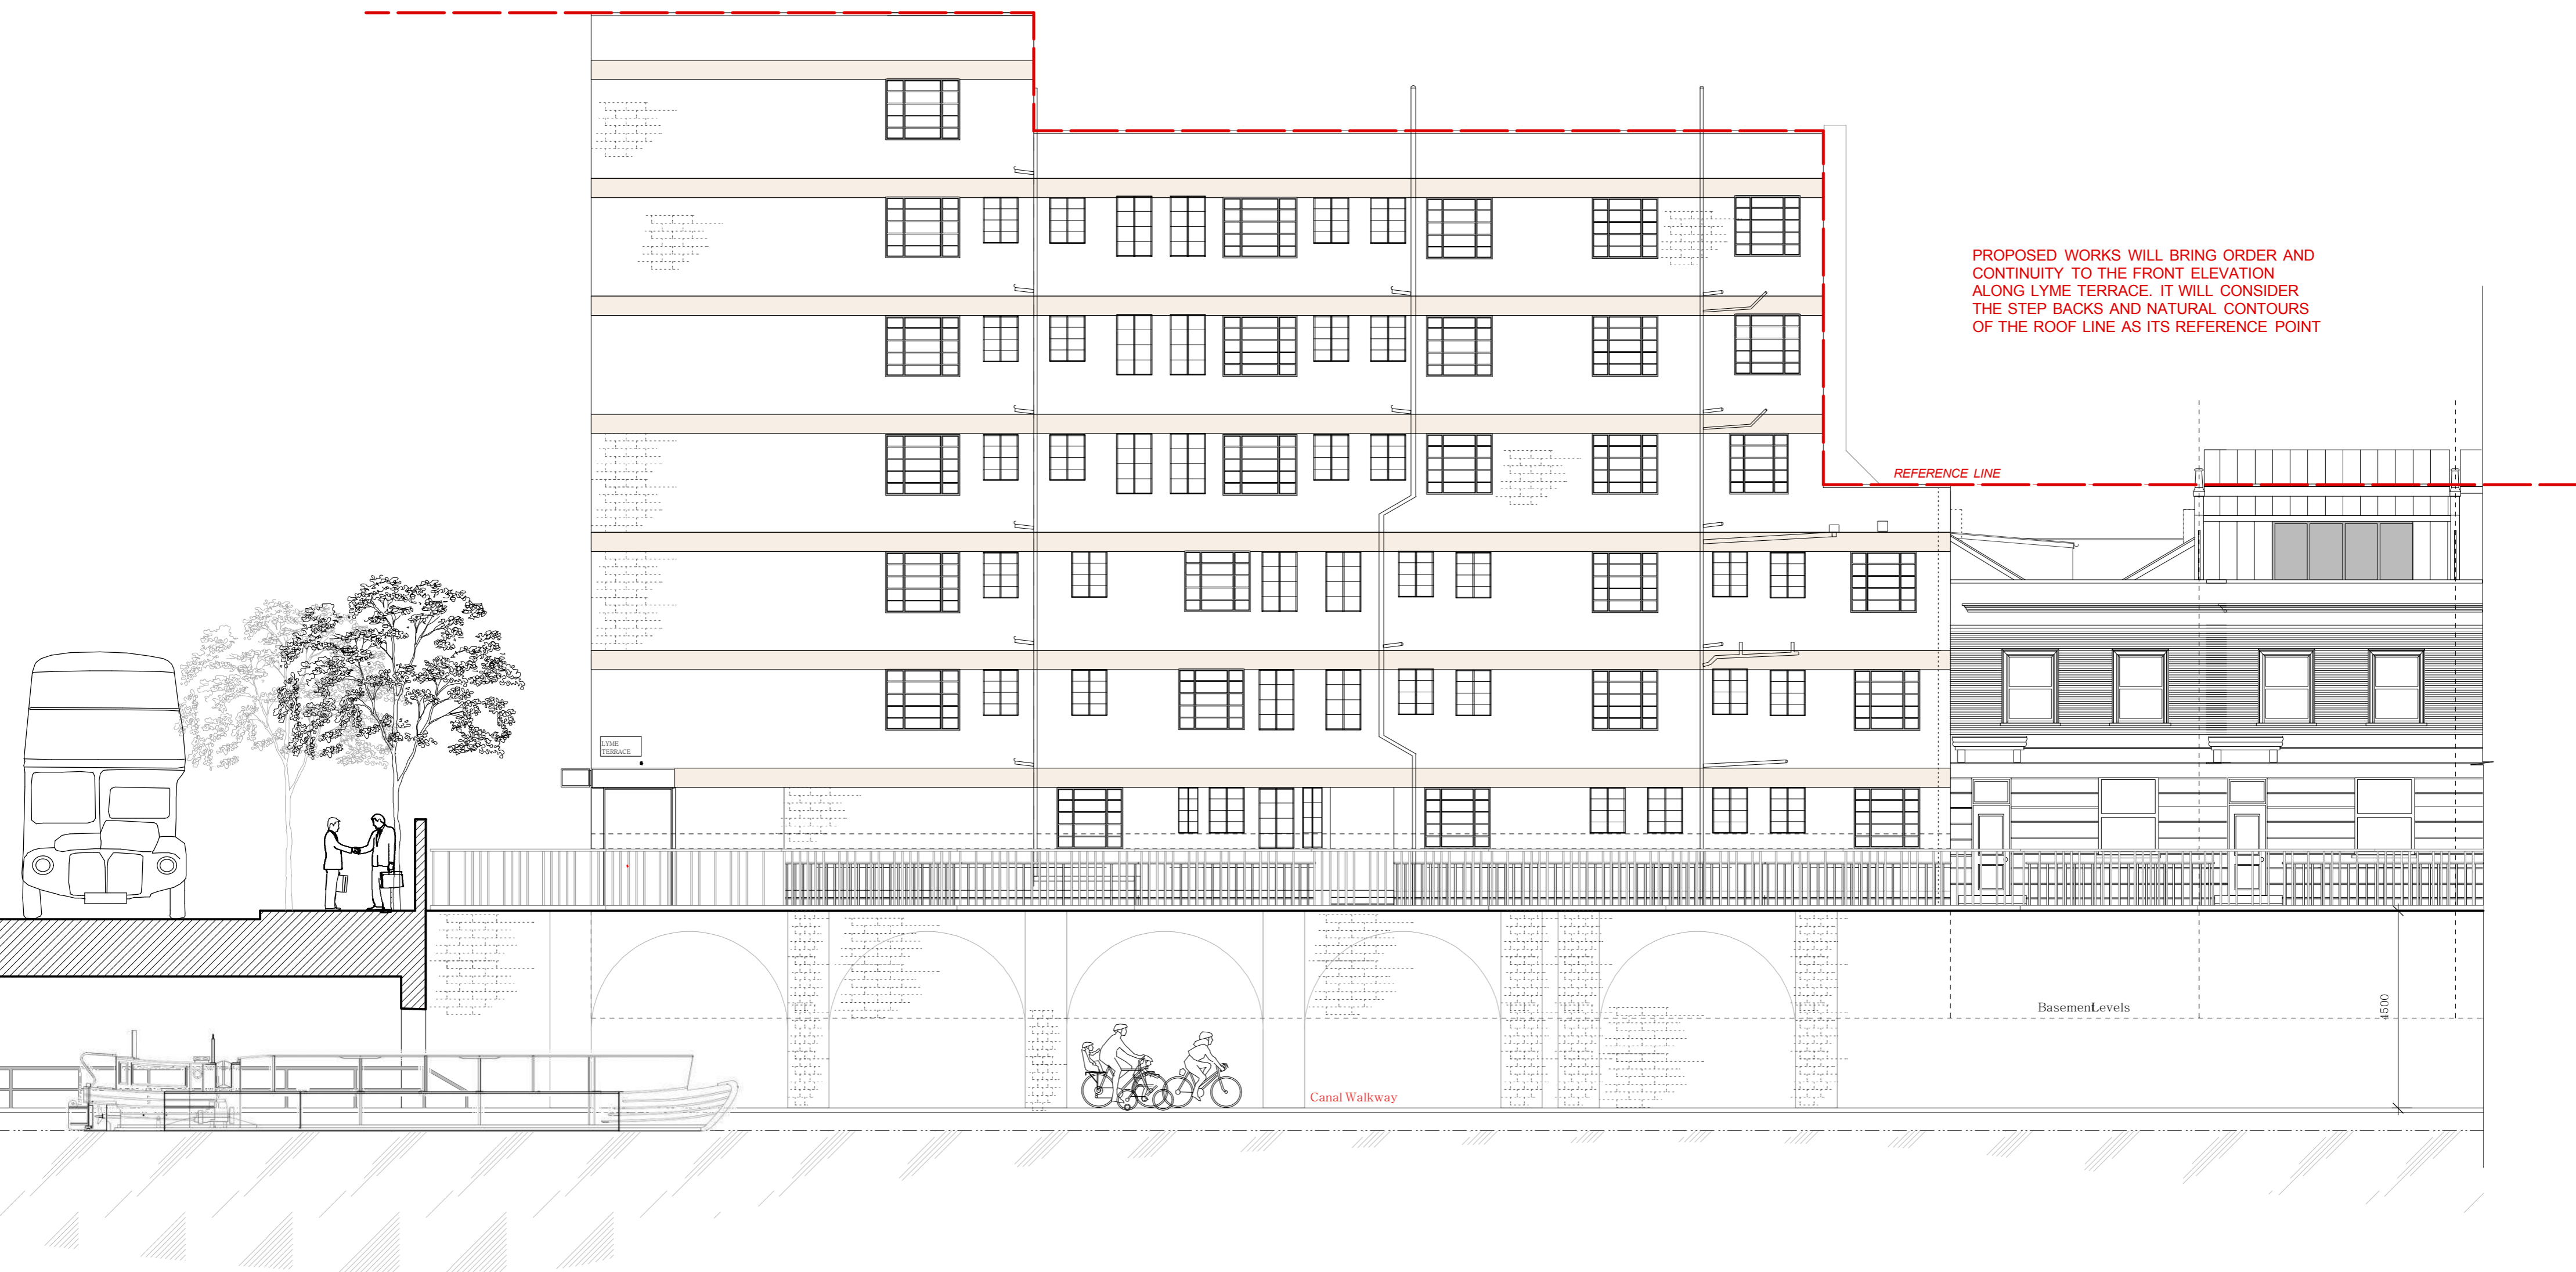 PROPOSED WORKS WILL BRING ORDER AND
CONTINUITY TO THE FRONT ELEVATION
ALONG LYME TERRACE. IT WILL CONSIDER
THE STEP BACKS AND NATURAL CONTOURS
OF THE ROOF LINE AS ITS REFERENCE POINT
REFERENCE LINE
LYME
TERRACE
BasementLevels
4500
Canal Walkway